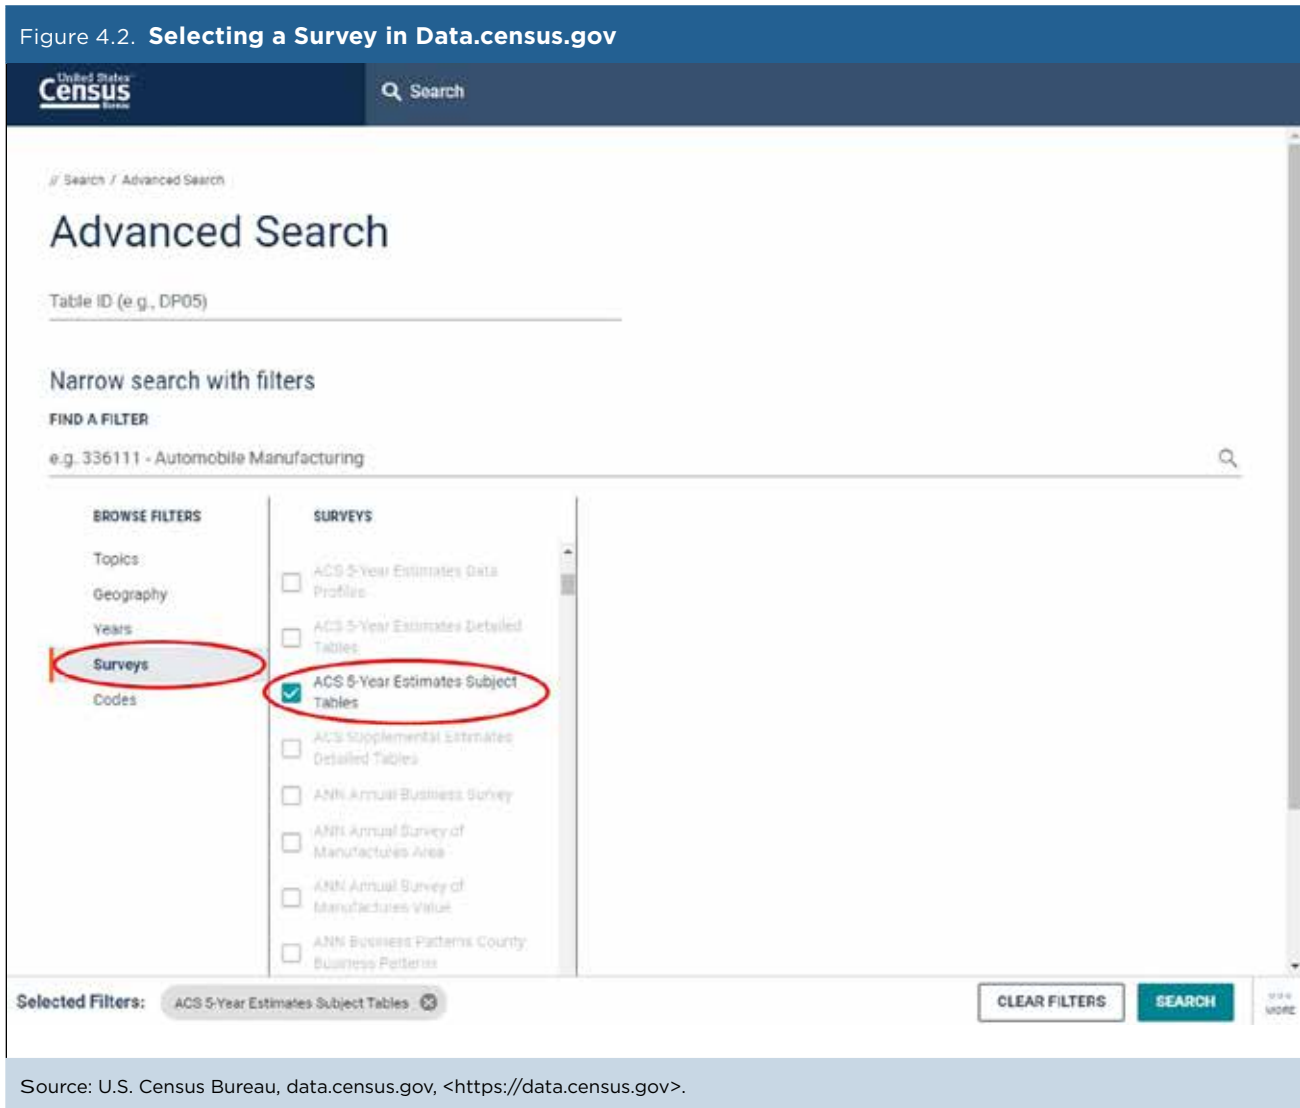 Figure 4.2. Selecting a Survey in Data.census.gov
United States
Census
Bureau
Search
// Search / Advanced Search
Advanced Search
Table ID (e.g., DP05)
Narrow search with filters
FIND A FILTER
e.g. 336111 - Automobile Manufacturing
BROWSE FILTERS
Topics
Geography
Years
Surveys
Codes
SURVEYS
ACS 5-Year Estimates Data
Profiles
ACS 5-Year Estimates Detailed
Tables
ACS 5-Year Estimates Subject
Tables
ACS Supplemental Estimates
Detailed Tables
ANN Annual Business Survey
ANN Annual Survey of
Manufactures Area
ANN Annual Survey of
Manufactures Value
ANN Business Patterns County
Business Patterns
Selected Filters:
ACS 5-Year Estimates Subject Tables
CLEAR FILTERS
SEARCH
MORE
Source: U.S. Census Bureau, data.census.gov, <https://data.census.gov>.